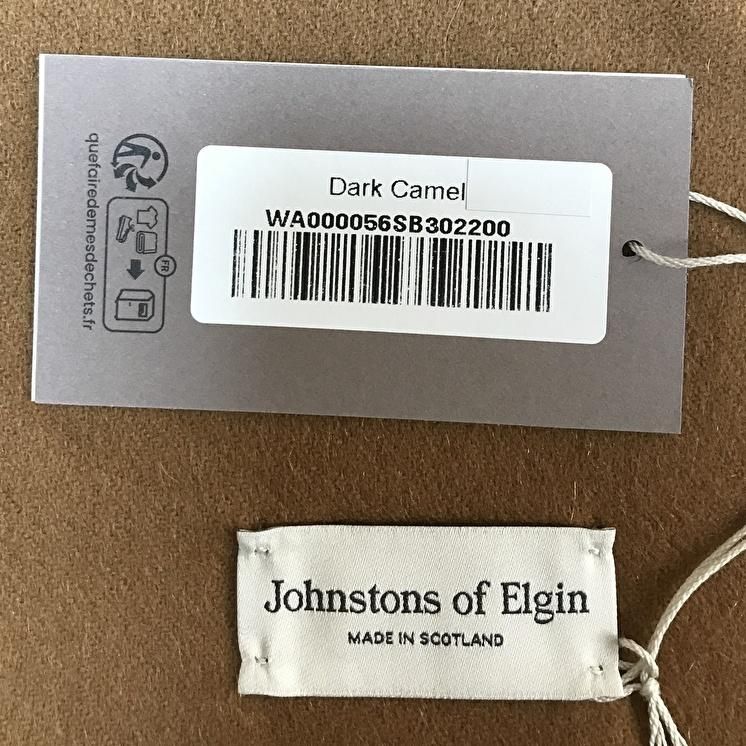 Dark Camel
WA000056SB302200
quefairedemesdechets.fr
FR
Johnstons of Elgin
MADE IN SCOTLAND